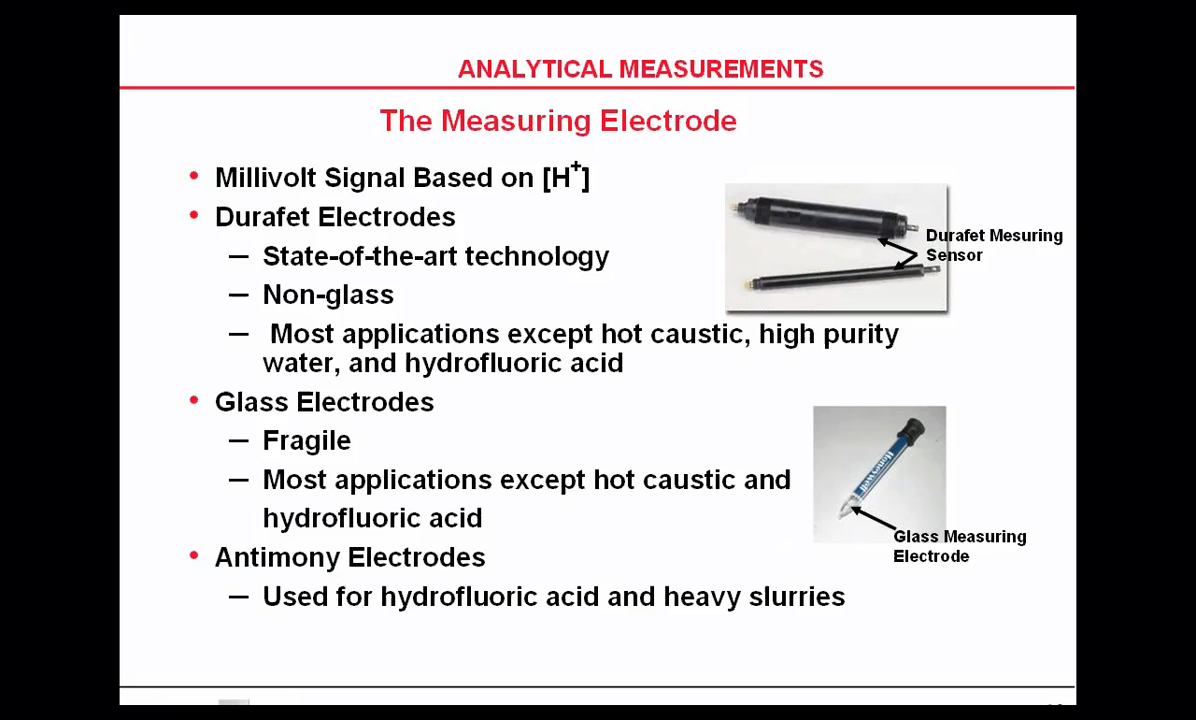 ANALYTICAL MEASUREMENTS
The Measuring Electrode
• Millivolt Signal Based on [H+]
• Durafet Electrodes
– State-of-the-art technology
– Non-glass
– Most applications except hot caustic, high purity
water, and hydrofluoric acid
Durafet Mesuring
Sensor
• Glass Electrodes
– Fragile
– Most applications except hot caustic and
hydrofluoric acid
Honeywell
Glass Measuring
Electrode
• Antimony Electrodes
– Used for hydrofluoric acid and heavy slurries